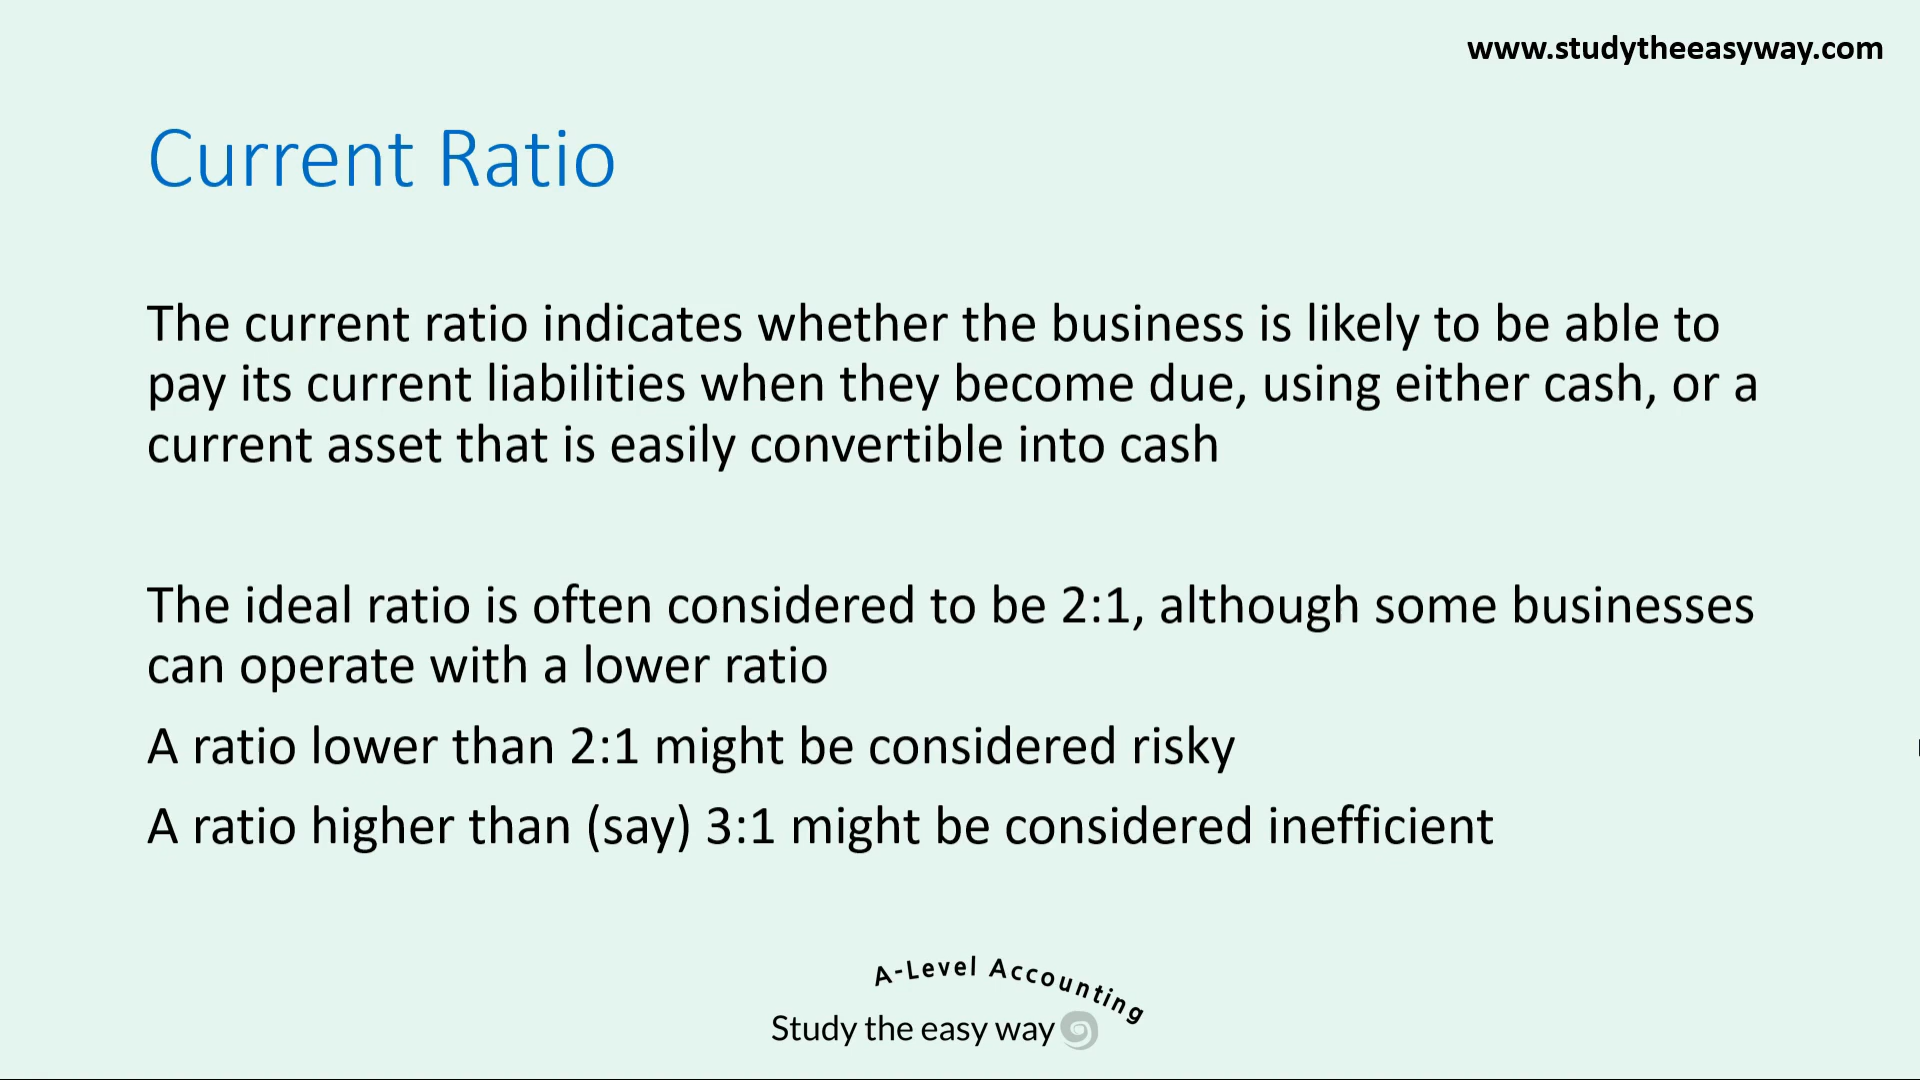 www.studytheeasyway.com
Current Ratio
The current ratio indicates whether the business is likely to be able to
pay its current liabilities when they become due, using either cash, or a
current asset that is easily convertible into cash
The ideal ratio is often considered to be 2:1, although some businesses
can operate with a lower ratio
A ratio lower than 2:1 might be considered risky
A ratio higher than (say) 3:1 might be considered inefficient
A-Level Accounting
Study the easy way